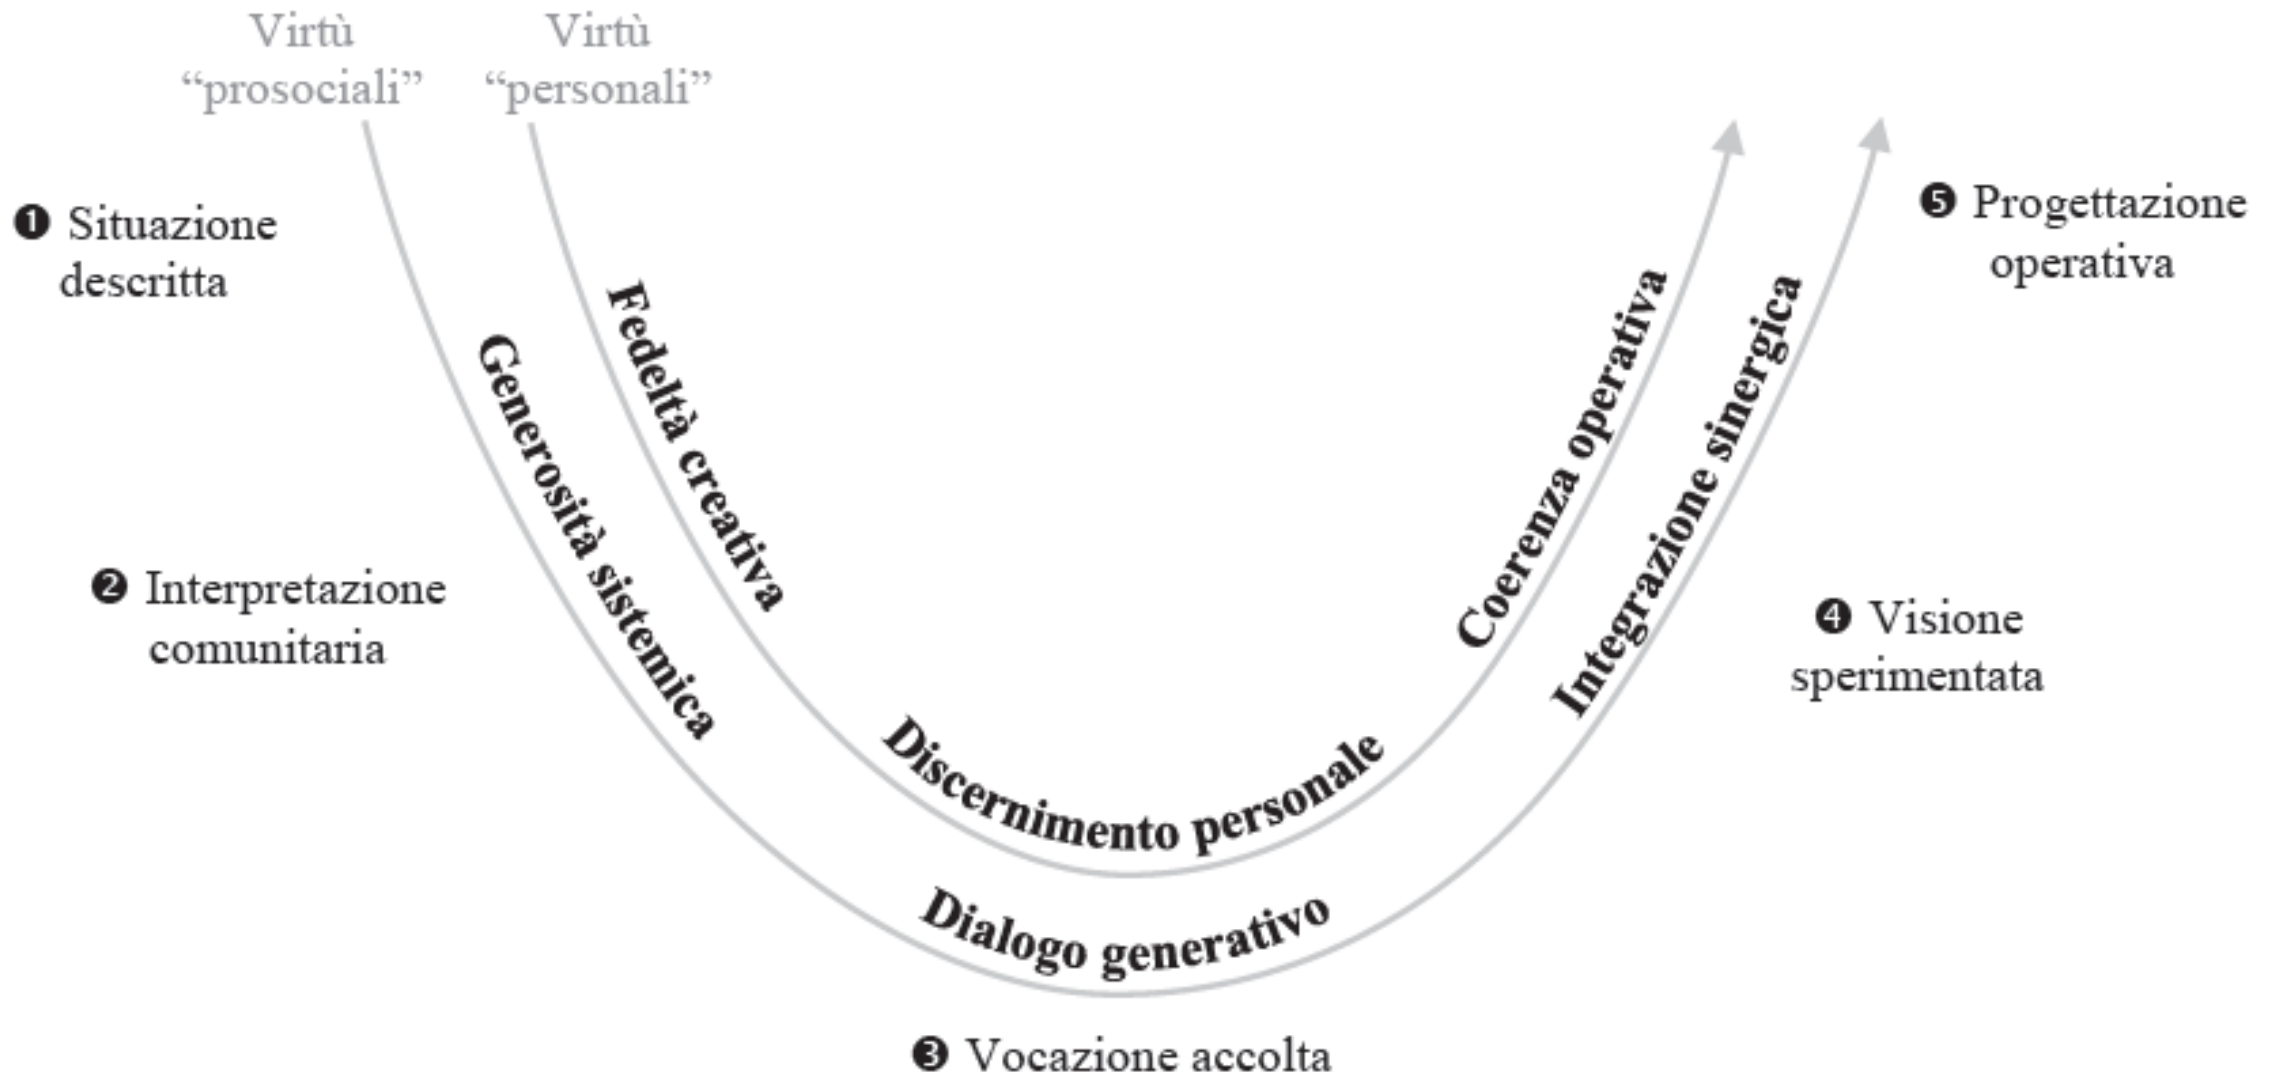 Virtù
“prosociali”
Virtù
“personali”
❶ Situazione
descritta
❷ Interpretazione
comunitaria
❸ Vocazione accolta
❹ Visione
sperimentata
❺ Progettazione
operativa
Generosità sistemica
Fedeltà creativa
Discernimento personale
Dialogo generativo
Coerenza operativa
Integrazione sinergica